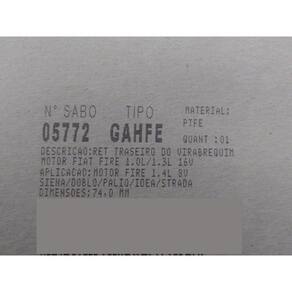 Nº SABO TIPO MATERIAL:
05772 GAHFE PTFE
QUANT :01
DESCRICAO:RET TRASEIRO DO VIRABREQUIM
MOTOR FIAT FIRE 1.0L/1.3L 16V
APLICACAO:MOTOR FIRE 1.4L 8V
SIENA/DOBLO/PALIO/IDEA/STRADA
DIMENSOES:74.0 MM